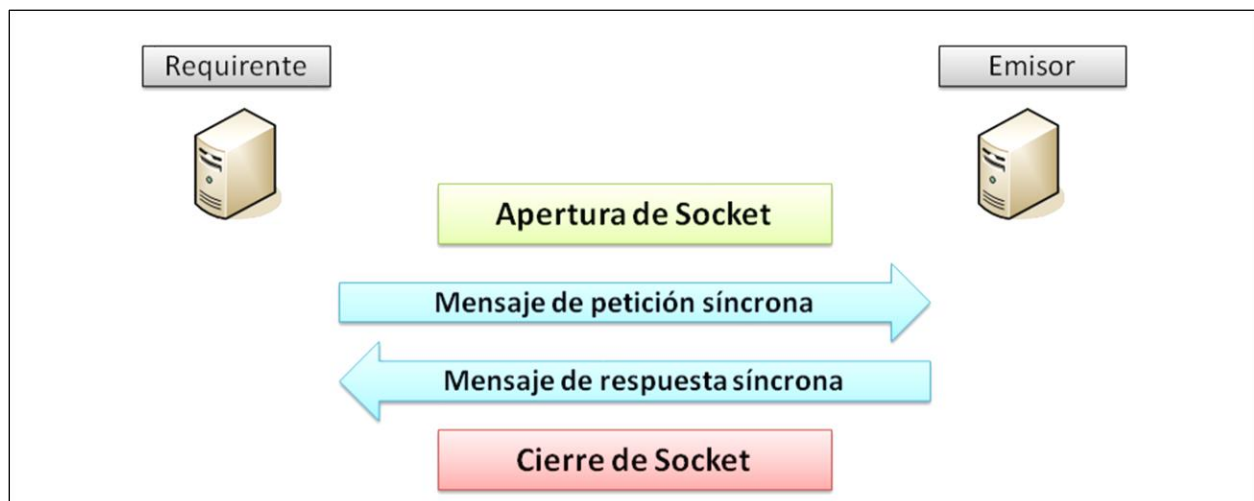 Requirente
Emisor
Apertura de Socket
Mensaje de petición síncrona
Mensaje de respuesta síncrona
Cierre de Socket